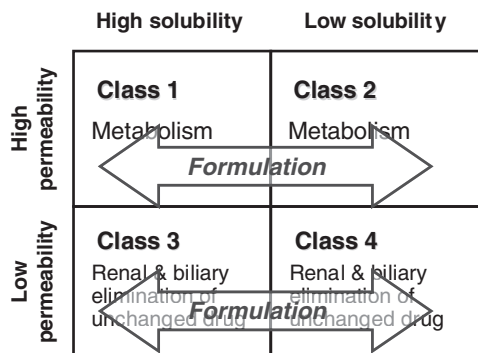 High solubility Low solubility
High
permeability
Class 1 Class 2
Metabolism Metabolism
Formulation
Low
permeability
Class 3 Class 4
Renal & biliary Renal & biliary
elimination of elimination of
Formulation
unchanged drug unchanged drug